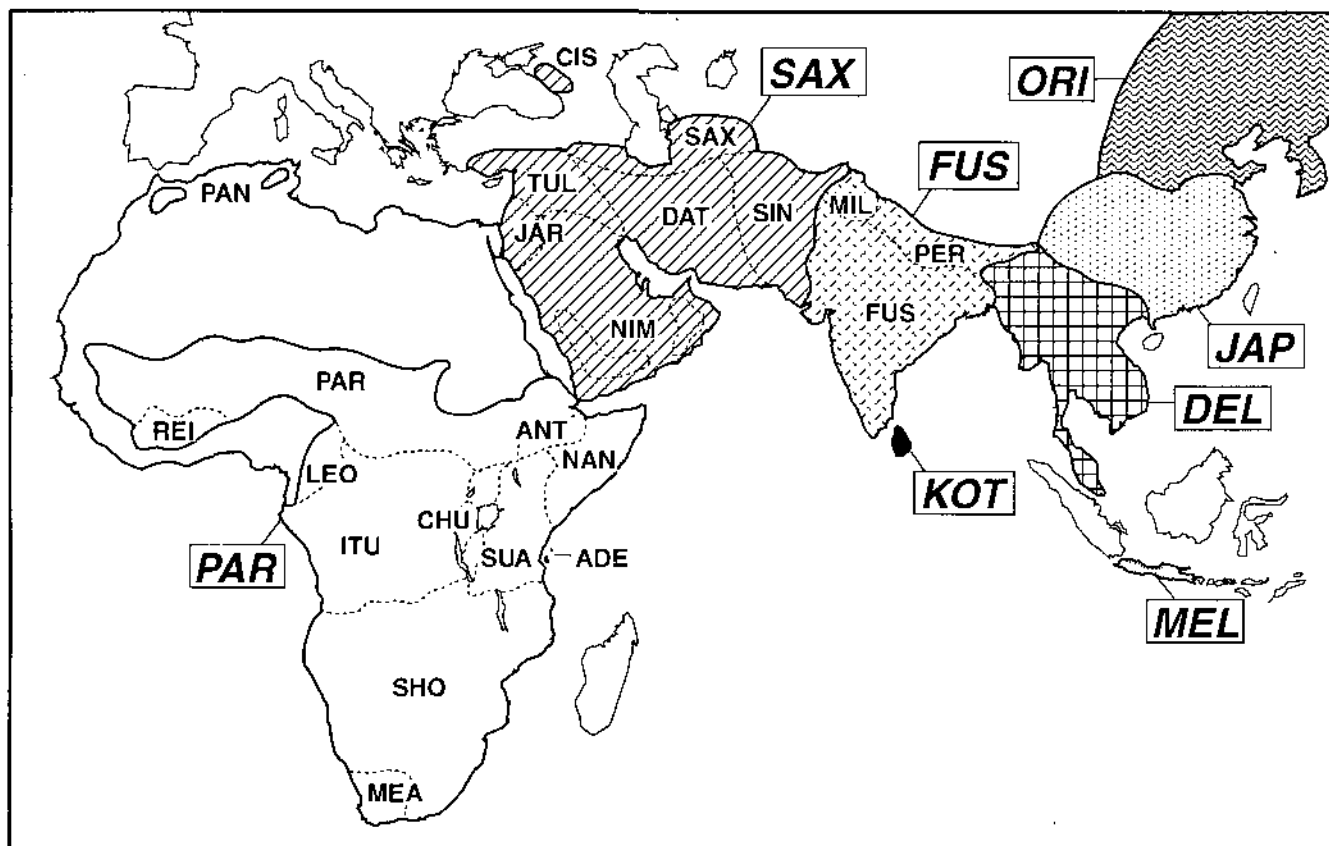 CIS
SAX
ORI
SAX
FUS
PAN
TUL
JAR
DAT
SIN
MIL
PER
NIM
FUS
JAP
PAR
DEL
REI
ANT
LEO
NAN
KOT
CHU
ITU
PAR
SUA
ADE
MEL
SHO
MEA